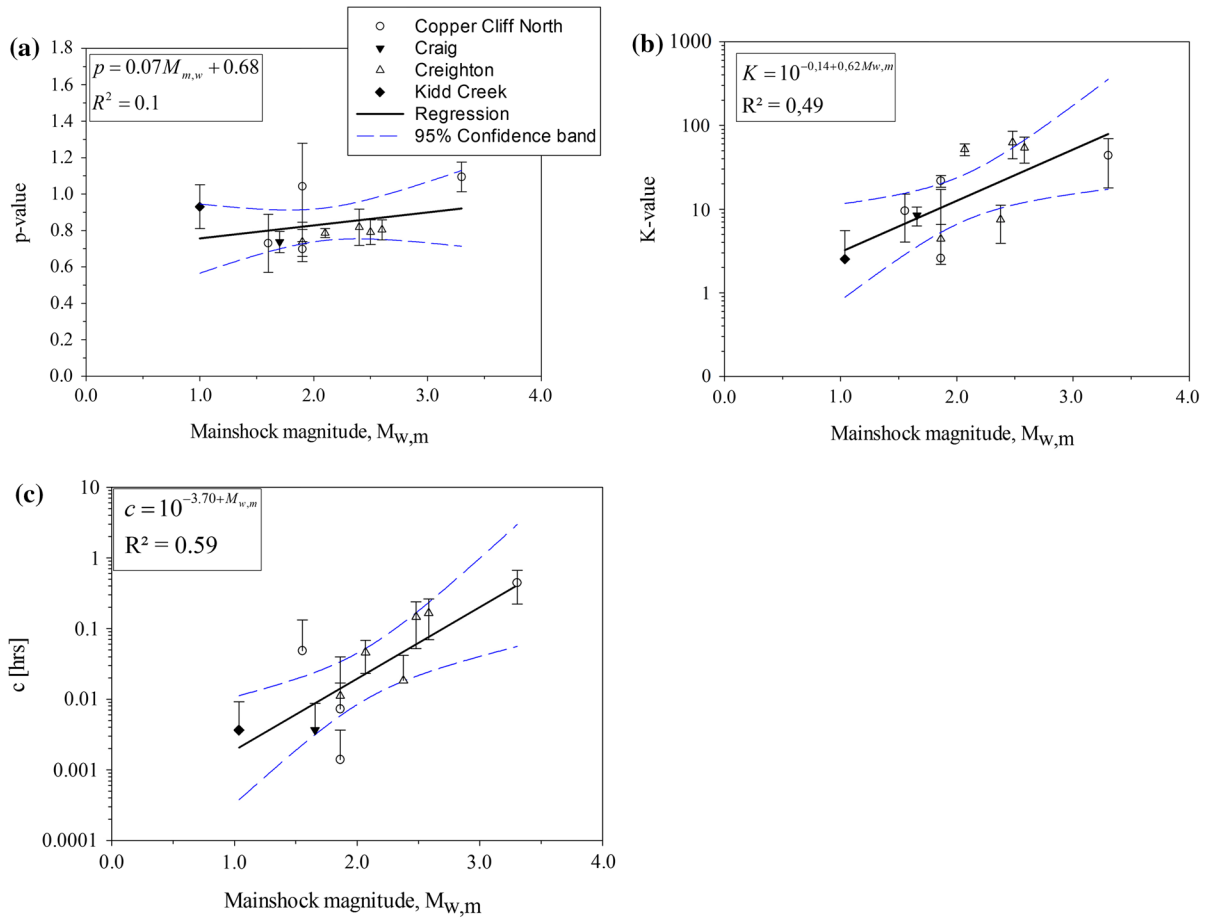 Copper Cliff North
Craig
Creighton
Kidd Creek
Regression
95% Confidence band
(a)
p = 0.07M_{m,w} + 0.68
R² = 0.1
1.8
1.6
1.4
1.2
1.0
0.8
0.6
0.4
0.2
0.0
p-value
0.0 1.0 2.0 3.0 4.0
Mainshock magnitude, M_{w,m}
(b)
K = 10^{-0,14+0,62Mw,m}
R² = 0,49
1000
100
10
1
0
K-value
0.0 1.0 2.0 3.0 4.0
Mainshock magnitude, M_{w,m}
(c)
c = 10^{-3.70+M_{w,m}}
R² = 0.59
10
1
0.1
0.01
0.001
0.0001
c [hrs]
0.0 1.0 2.0 3.0 4.0
Mainshock magnitude, M_{w,m}